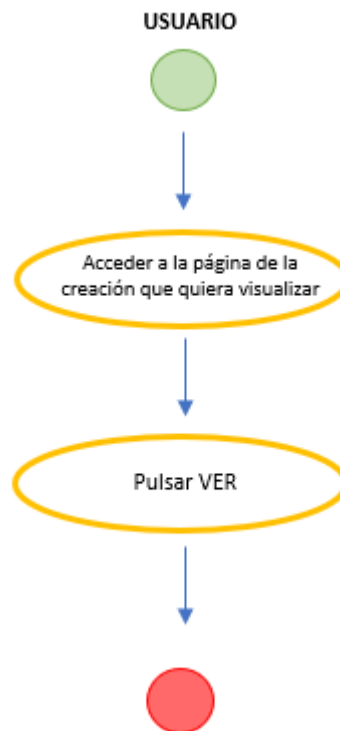 USUARIO
Acceder a la página de la
creación que quiera visualizar
Pulsar VER